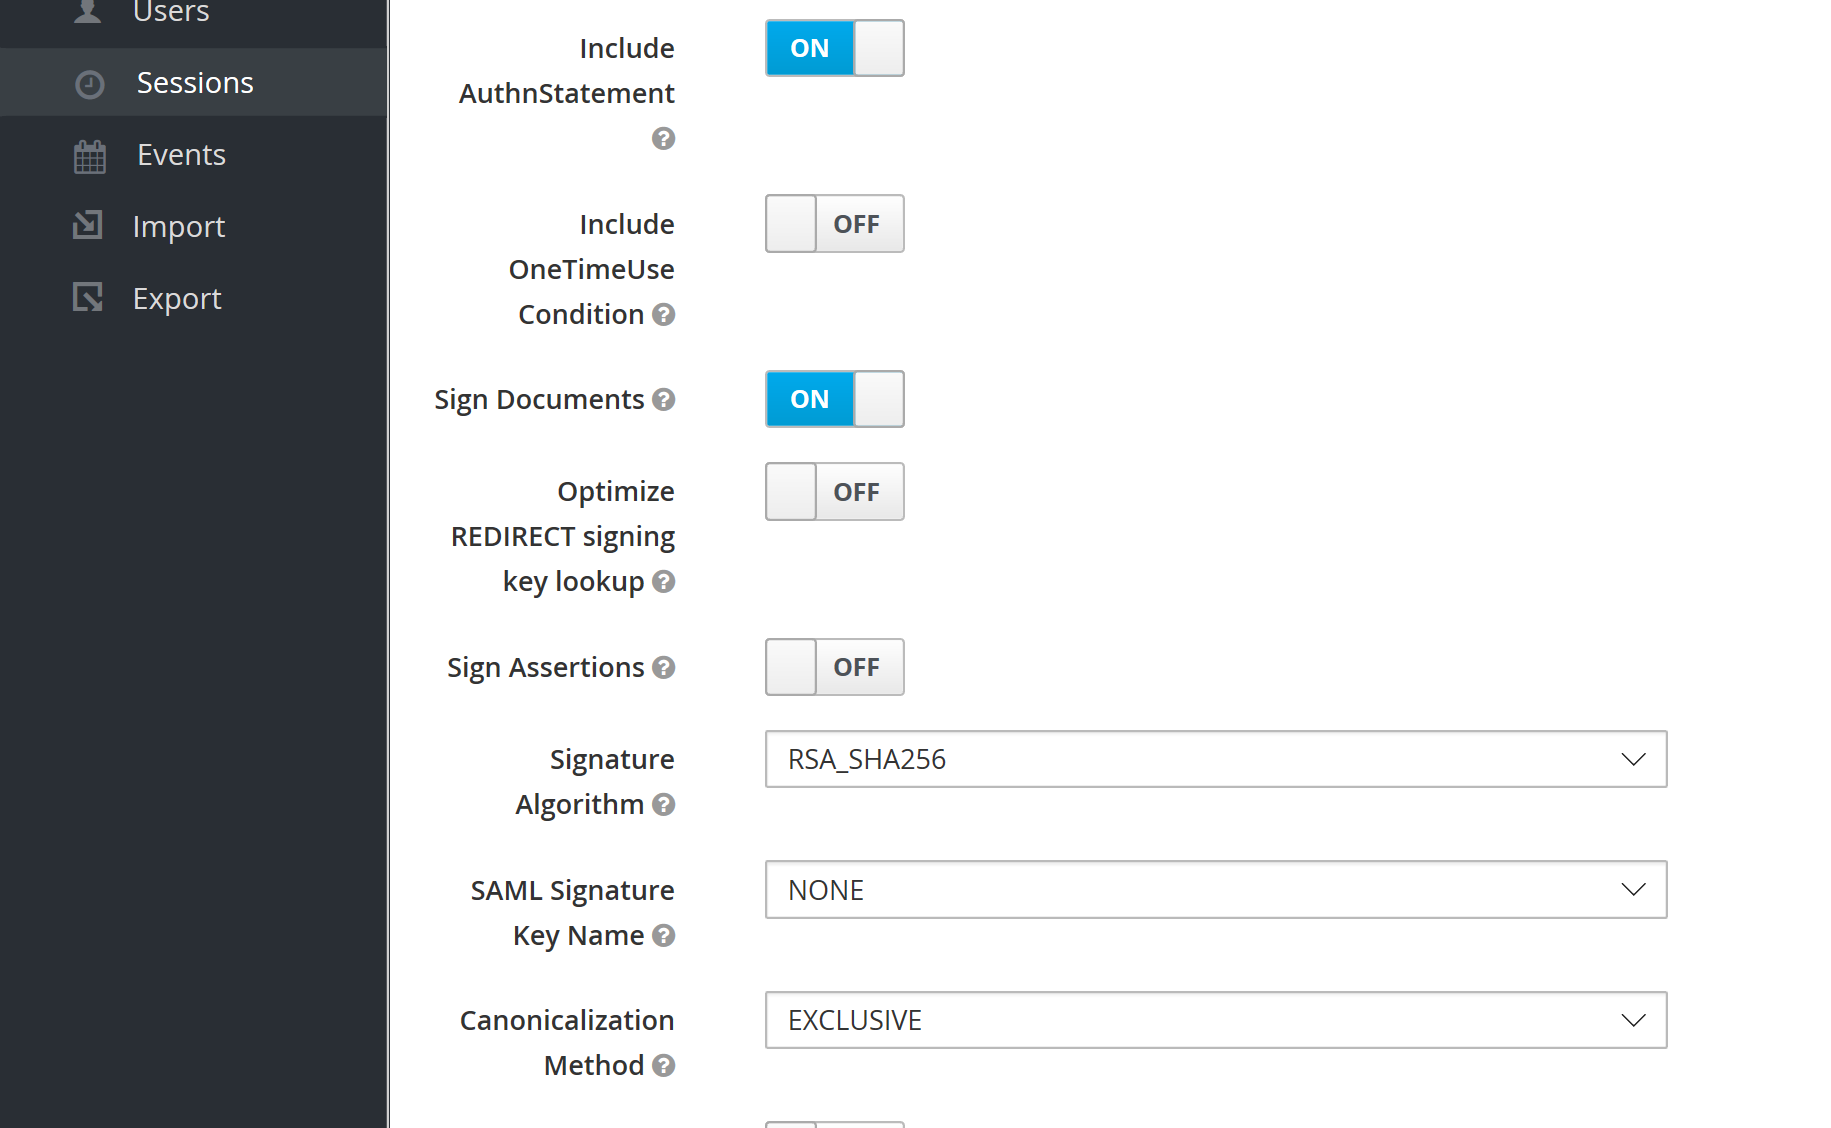 Users
Sessions
Events
Import
Export
Include
AuthnStatement
?
ON
Include
OneTimeUse
Condition ?
OFF
Sign Documents ?
ON
Optimize
REDIRECT signing
key lookup ?
OFF
Sign Assertions ?
OFF
Signature
Algorithm ?
RSA_SHA256
SAML Signature
Key Name ?
NONE
Canonicalization
Method ?
EXCLUSIVE